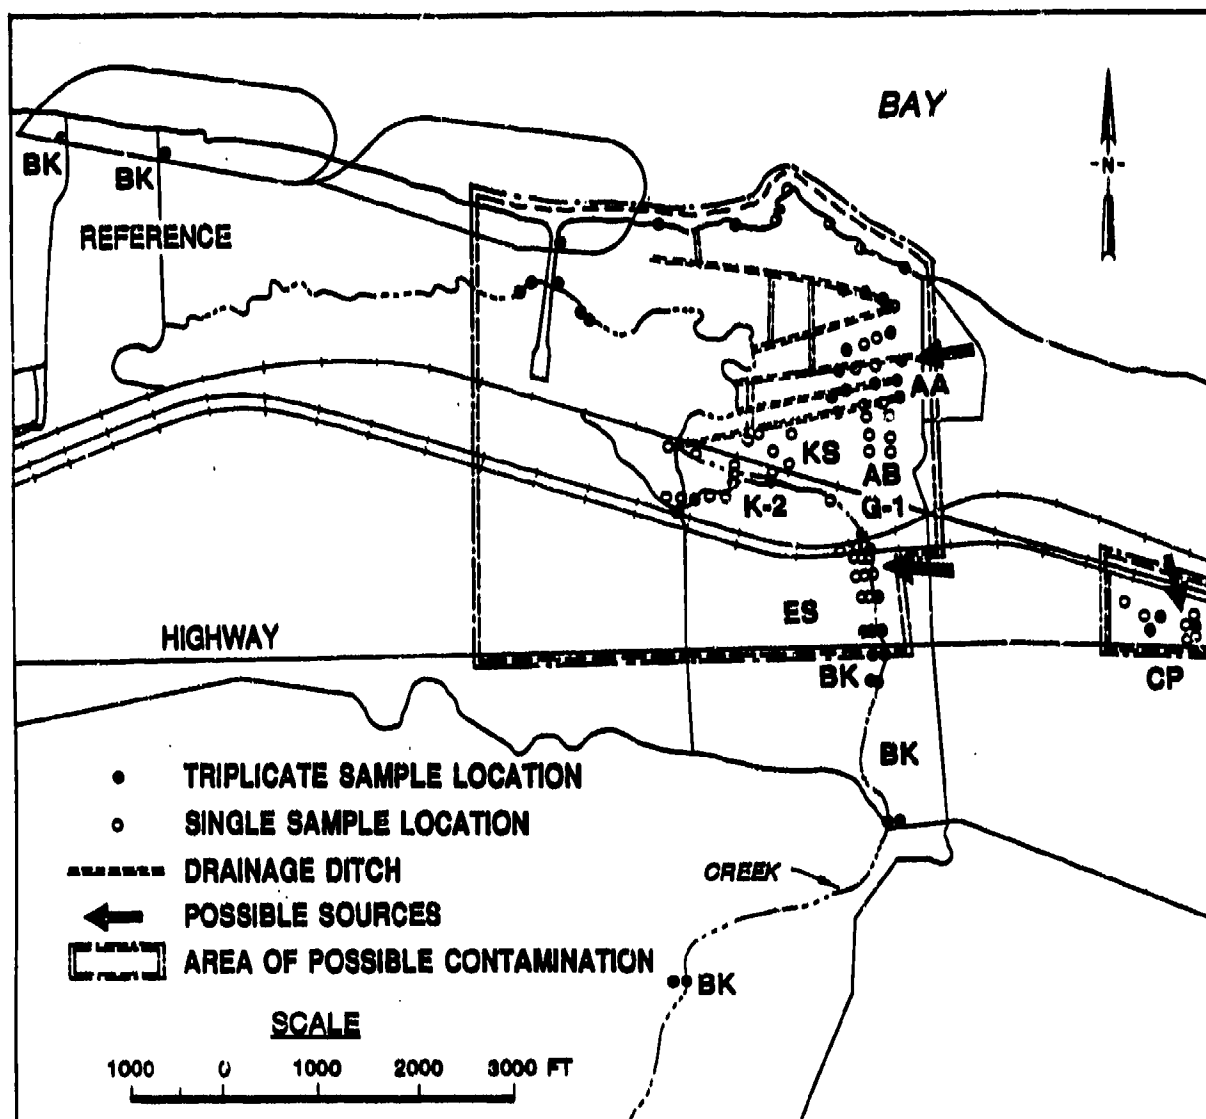 BAY
-N-
BK
BK
REFERENCE
AA
KS
AB
K-2
G-1
ES
HIGHWAY
BK
CP
BK
TRIPLICATE SAMPLE LOCATION
SINGLE SAMPLE LOCATION
DRAINAGE DITCH
CREEK
POSSIBLE SOURCES
AREA OF POSSIBLE CONTAMINATION
BK
SCALE
1000 0 1000 2000 3000 FT